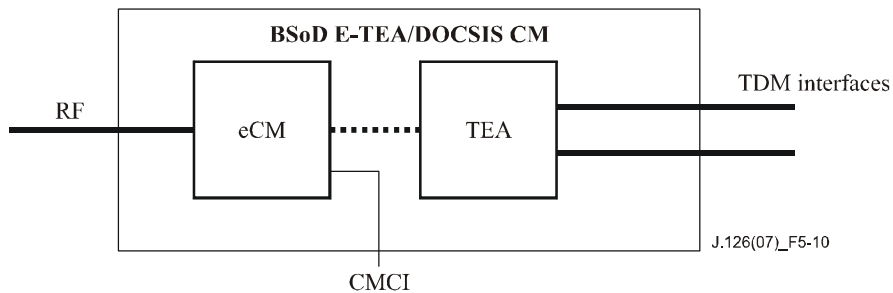 BSoD E-TEA/DOCSIS CM
TDM interfaces
RF
eCM
TEA
J.126(07)_F5-10
CMCI